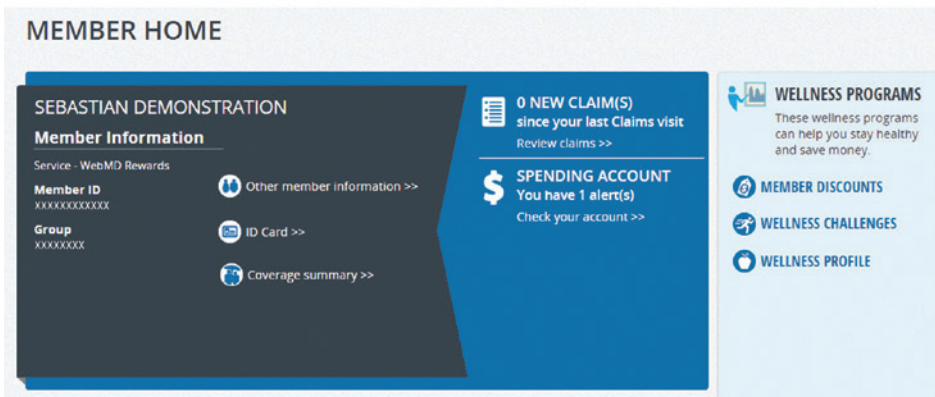 MEMBER HOME
SEBASTIAN DEMONSTRATION
Member Information
Service - WebMD Rewards
Member ID
XXXXXXXXXXXX
Group
XXXXXXXX
Other member information >>
ID Card >>
Coverage summary >>
0 NEW CLAIM(S)
since your last Claims visit
Review claims >>
SPENDING ACCOUNT
You have 1 alert(s)
Check your account >>
WELLNESS PROGRAMS
These wellness programs
can help you stay healthy
and save money.
MEMBER DISCOUNTS
WELLNESS CHALLENGES
WELLNESS PROFILE